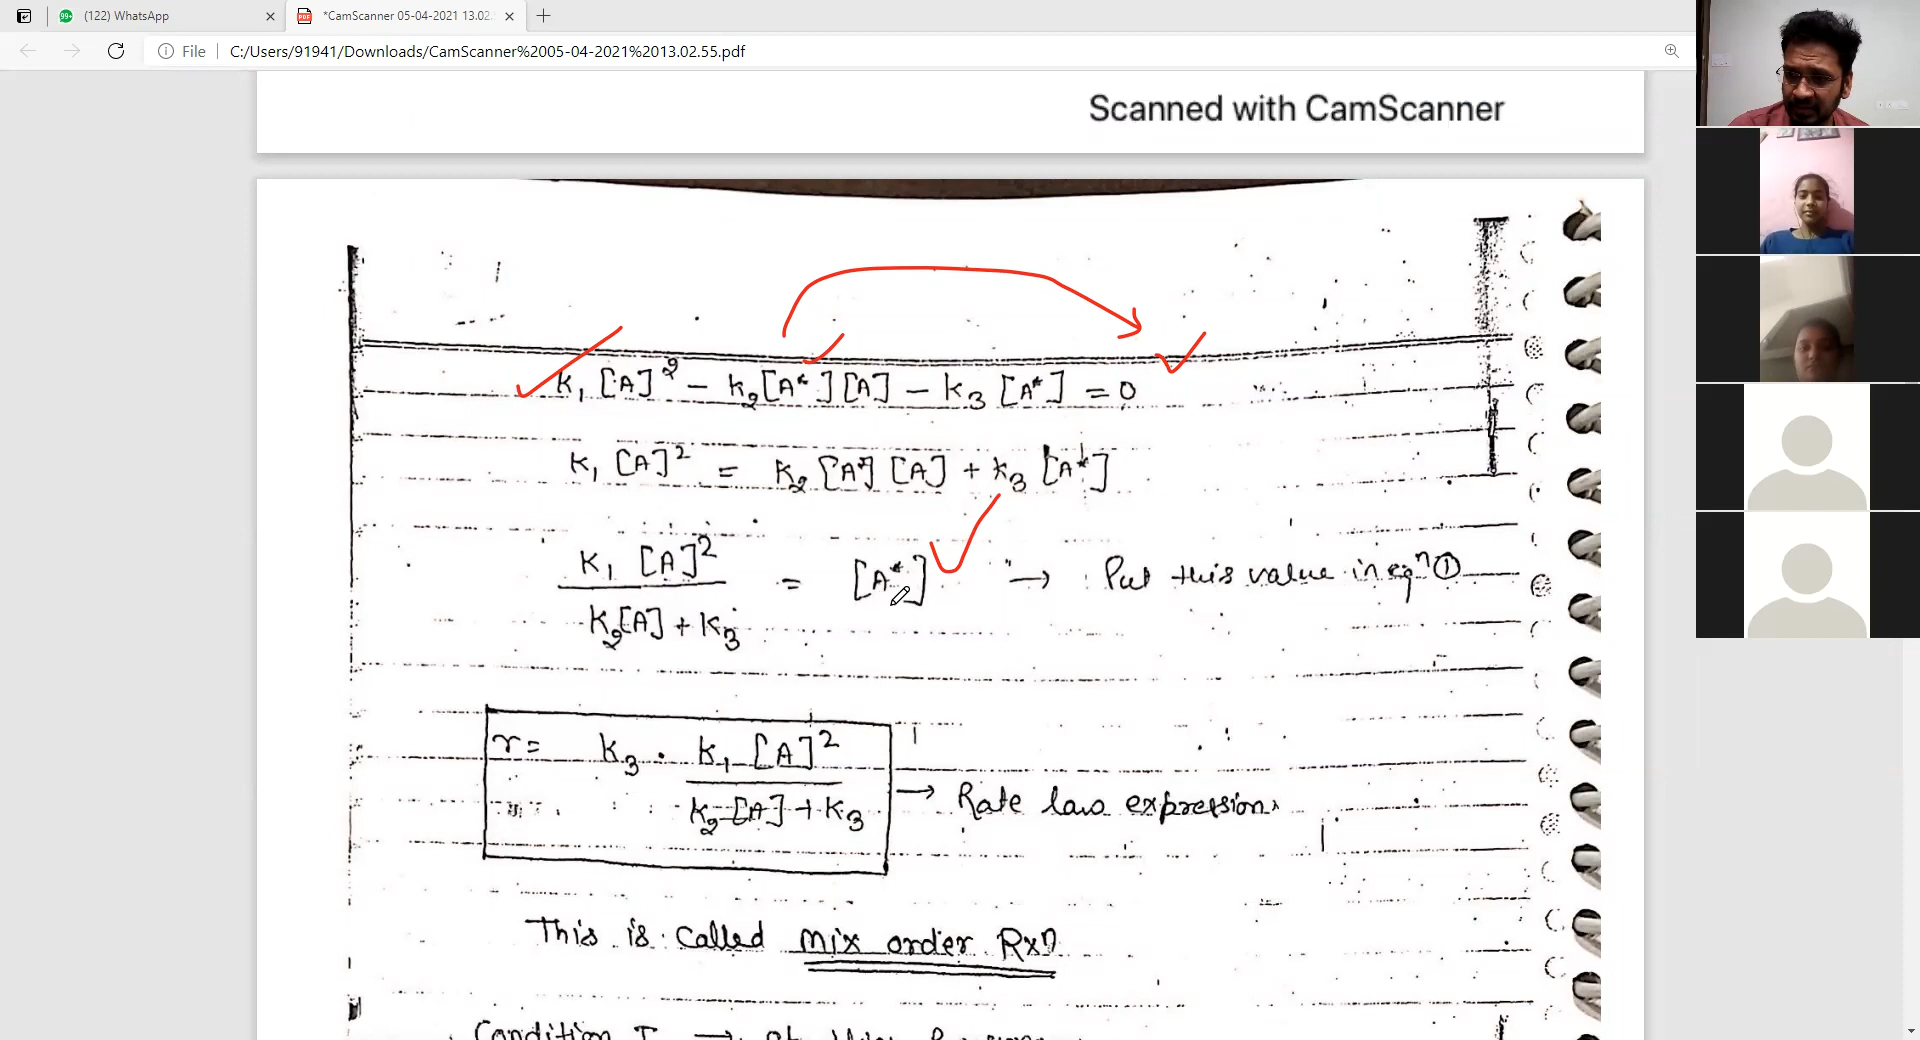 (122) WhatsApp
*CamScanner 05-04-2021 13.02.
File
C:/Users/91941/Downloads/CamScanner%2005-04-2021%2013.02.55.pdf
Scanned with CamScanner
K₁ [A]² − K₂[A*][A] − K₃ [A*] = 0
K₁ [A]² = K₂ [A*] [A] + K₃ [A*]
K₁ [A]² / K₂[A] + K₃ = [A*] → Put this value in eqⁿ ①
r = K₃ . K₁ [A]² / K₂ [A] + K₃ → Rate law expression
This is called mix order Rxn
Condition I → at